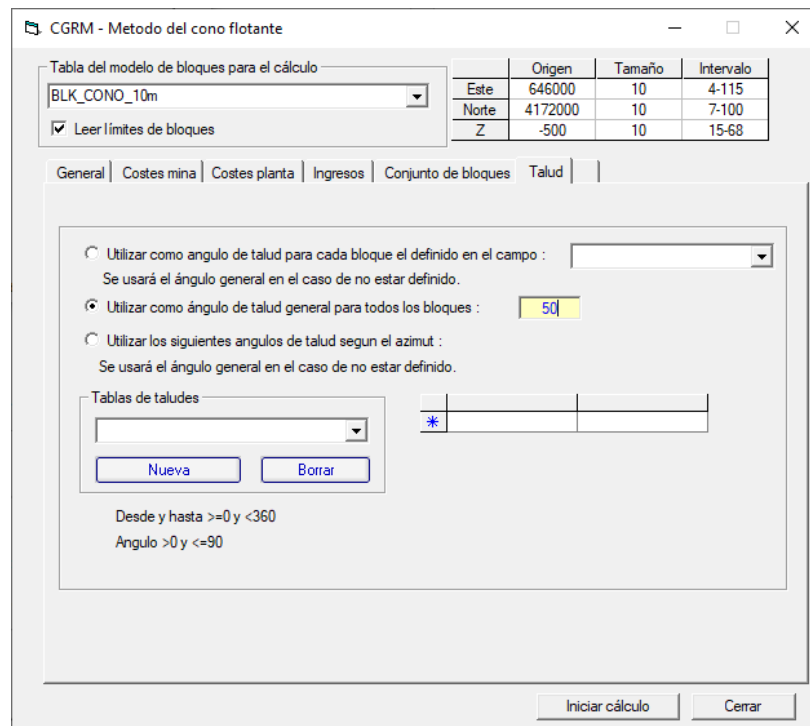 CGRM - Metodo del cono flotante
Tabla del modelo de bloques para el cálculo
BLK_CONO_10m
Leer límites de bloques
Origen Tamaño Intervalo
Este 646000 10 4-115
Norte 4172000 10 7-100
Z -500 10 15-68
General Costes mina Costes planta Ingresos Conjunto de bloques Talud
Utilizar como angulo de talud para cada bloque el definido en el campo :
Se usará el ángulo general en el caso de no estar definido.
Utilizar como ángulo de talud general para todos los bloques : 50
Utilizar los siguientes angulos de talud segun el azimut :
Se usará el ángulo general en el caso de no estar definido.
Tablas de taludes
Nueva Borrar
Desde y hasta >=0 y <360
Angulo >0 y <=90
Iniciar cálculo Cerrar